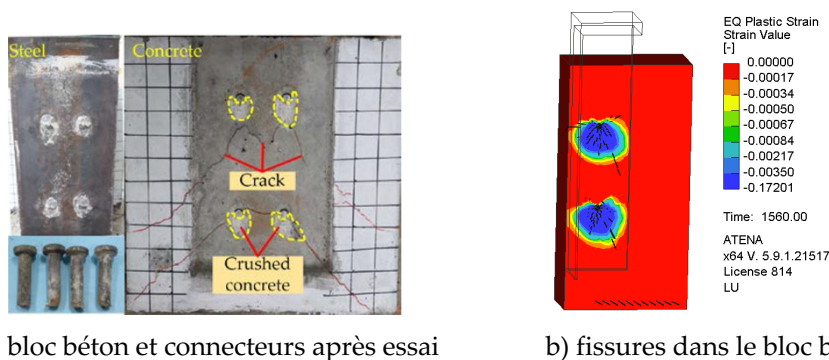 Steel
Concrete
Crack
Crushed
concrete
EQ Plastic Strain
Strain Value
[-]
0.00000
-0.00017
-0.00034
-0.00050
-0.00067
-0.00084
-0.00217
-0.00350
-0.17201
Time: 1560.00
ATENA
x64 V. 5.9.1.21517
License 814
LU
bloc béton et connecteurs après essai
b) fissures dans le bloc b